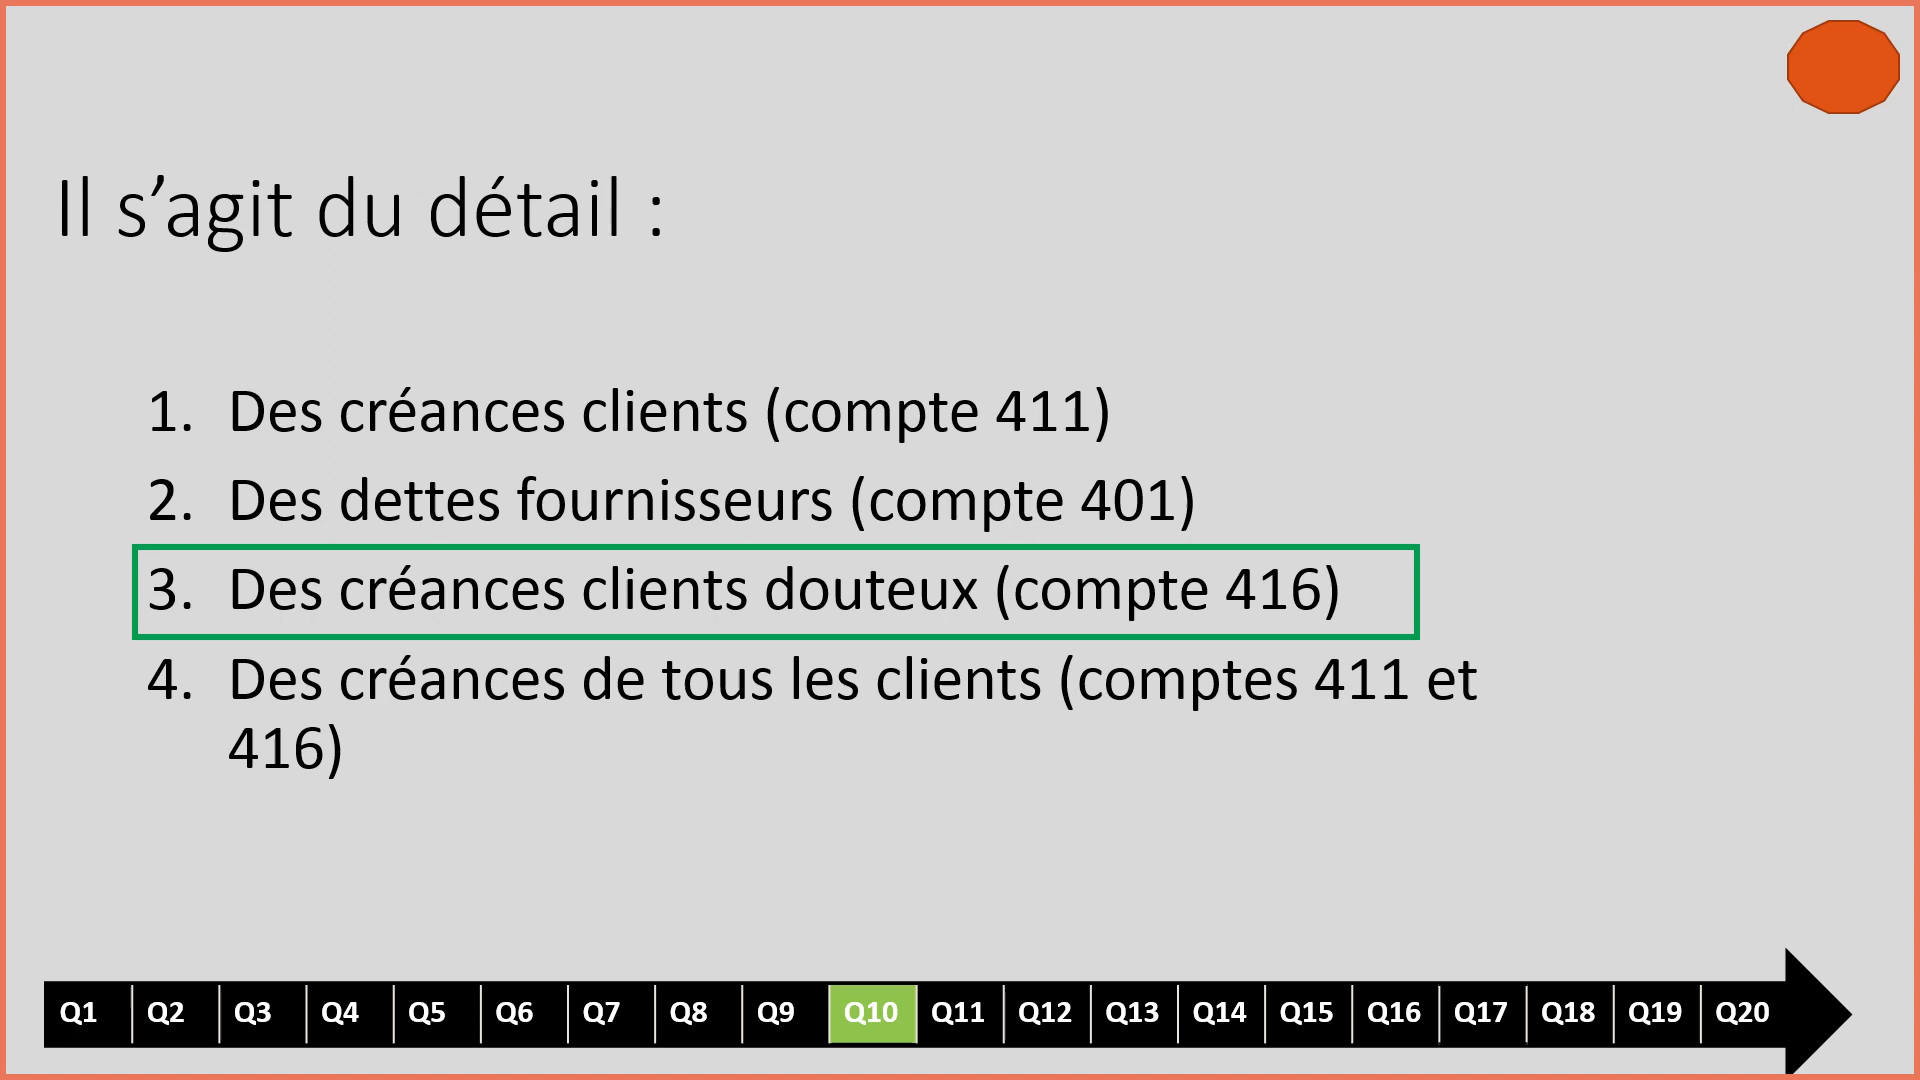 Il s’agit du détail :
1. Des créances clients (compte 411)
2. Des dettes fournisseurs (compte 401)
3. Des créances clients douteux (compte 416)
4. Des créances de tous les clients (comptes 411 et
416)
Q1 Q2 Q3 Q4 Q5 Q6 Q7 Q8 Q9 Q10 Q11 Q12 Q13 Q14 Q15 Q16 Q17 Q18 Q19 Q20